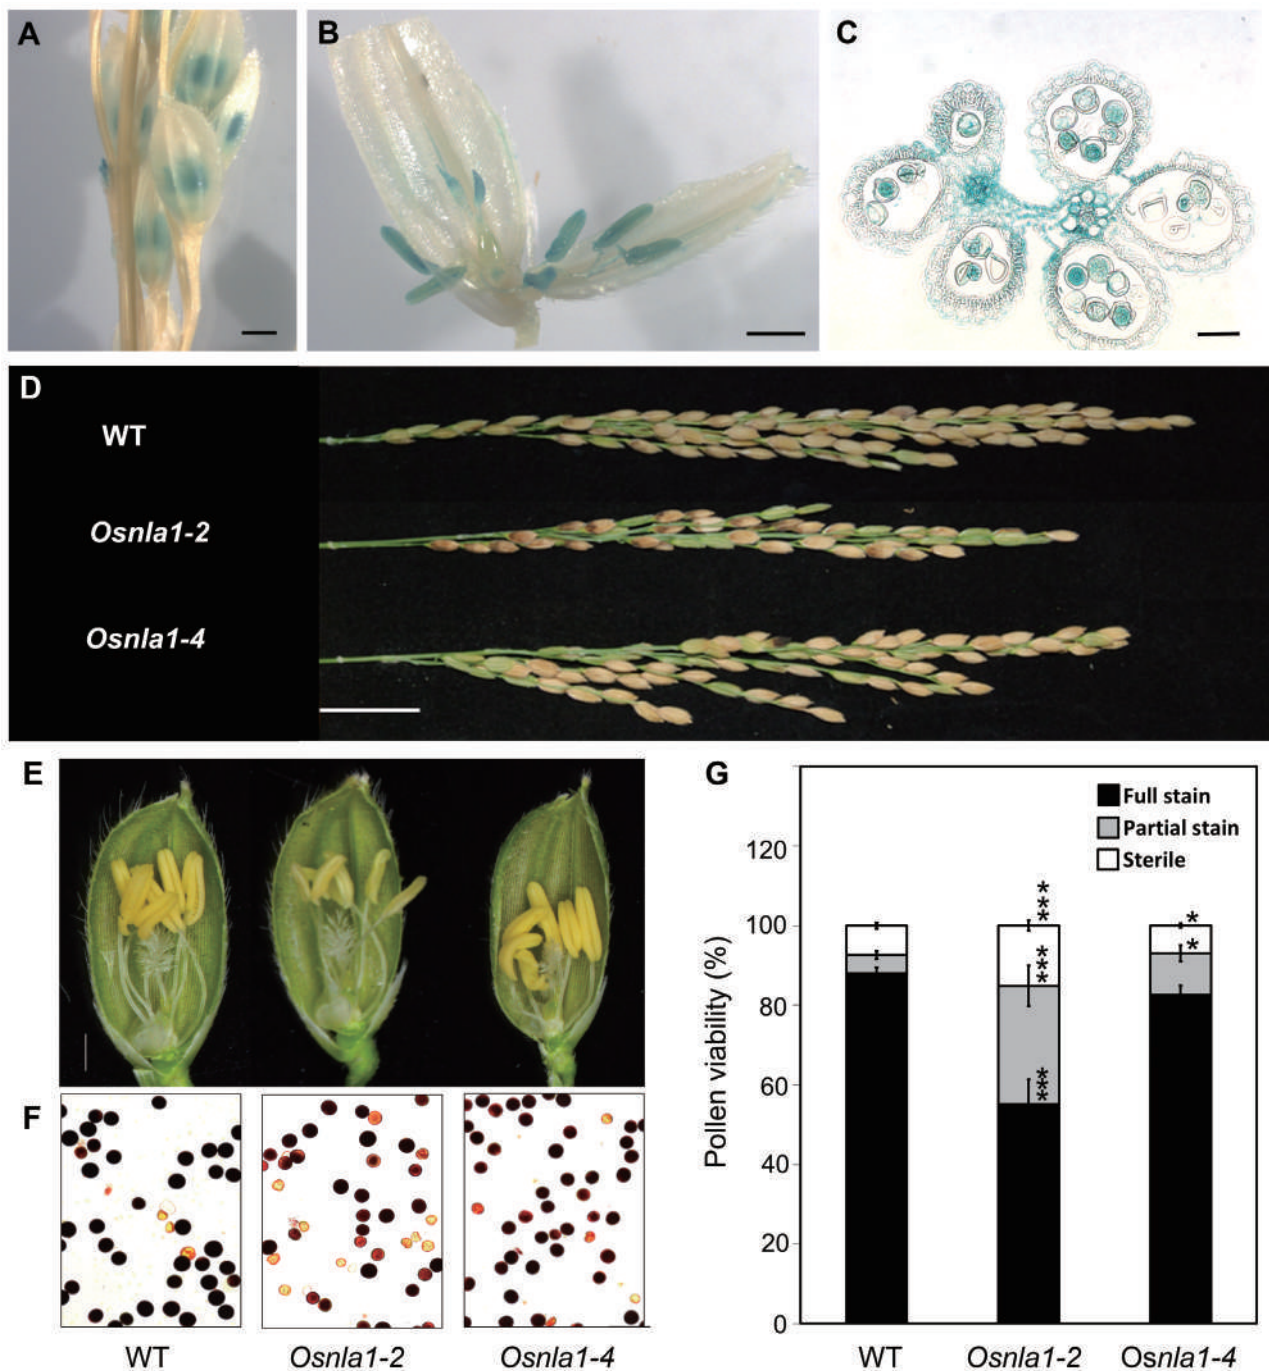 A
B
C
D
WT
Osnla1-2
Osnla1-4
E
F
WT
Osnla1-2
Osnla1-4
G
Full stain
Partial stain
Sterile
Pollen viability (%)
120
100
80
60
40
20
0
***
***
***
*
*
WT
Osnla1-2
Osnla1-4